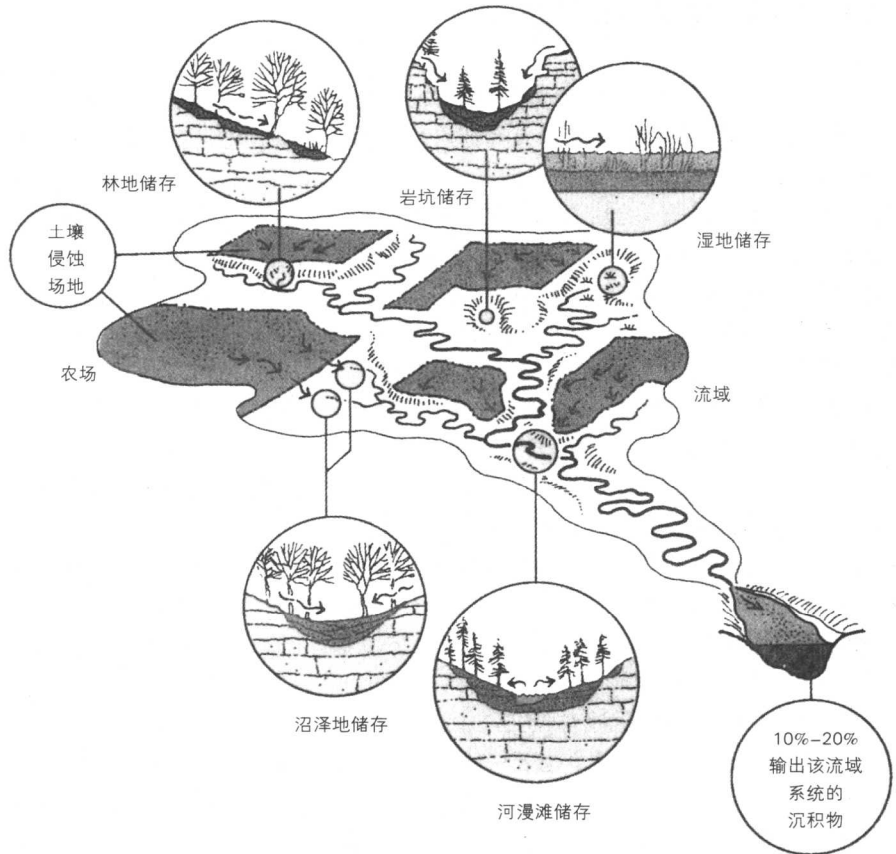 林地储存
岩坑储存
湿地储存
土壤
侵蚀
场地
农场
流域
沼泽地储存
河漫滩储存
10%-20%
输出该流域
系统的
沉积物